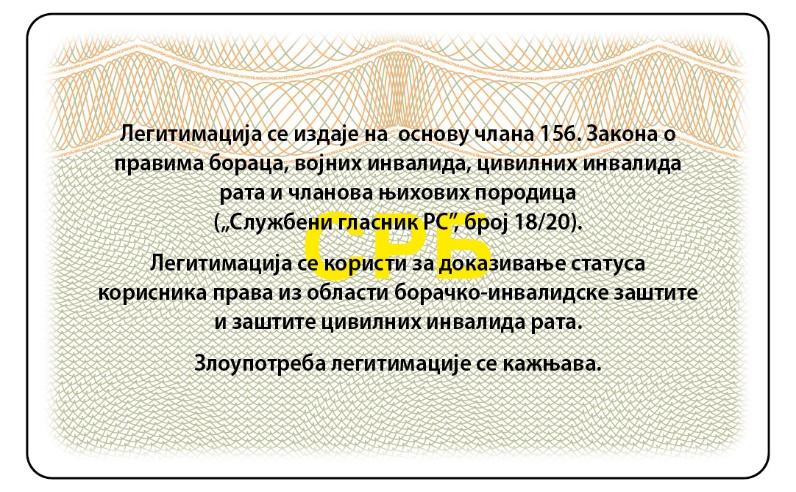 Легитимација се издаје на  основу члана 156. Закона о
правима бораца, војних инвалида, цивилних инвалида
рата и чланова њихових породица
(„Службени гласник РС”, број 18/20).
СРБ
Легитимација се користи за доказивање статуса
корисника права из области борачко-инвалидске заштите
и заштите цивилних инвалида рата.
Злоупотреба легитимације се кажњава.